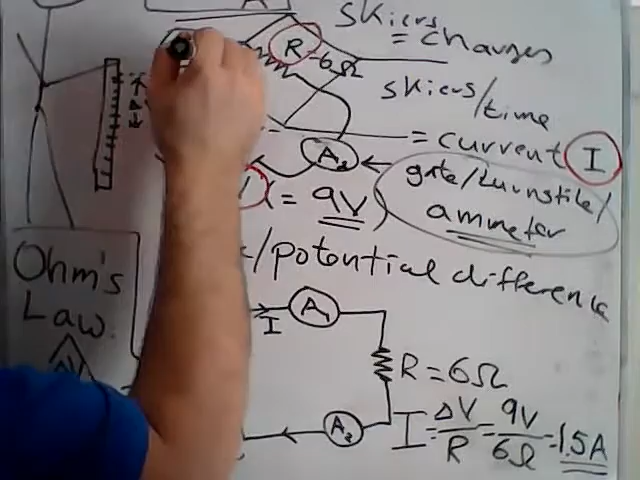 skiers
= charges
R=6Ω
skiers/time
= current I
A₂
gate/turnstile/
ammeter
(= 9V)
/potential difference
Ohm's
Law.
I
A₁
R = 6Ω
A₂
I = ΔV/R = 9V/6Ω = 1.5A